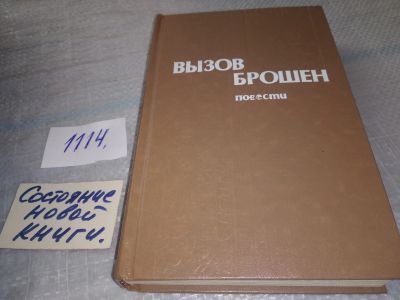 ВЫЗОВ
БРОШЕН
повести
1114.
Состояние
новой
книги.